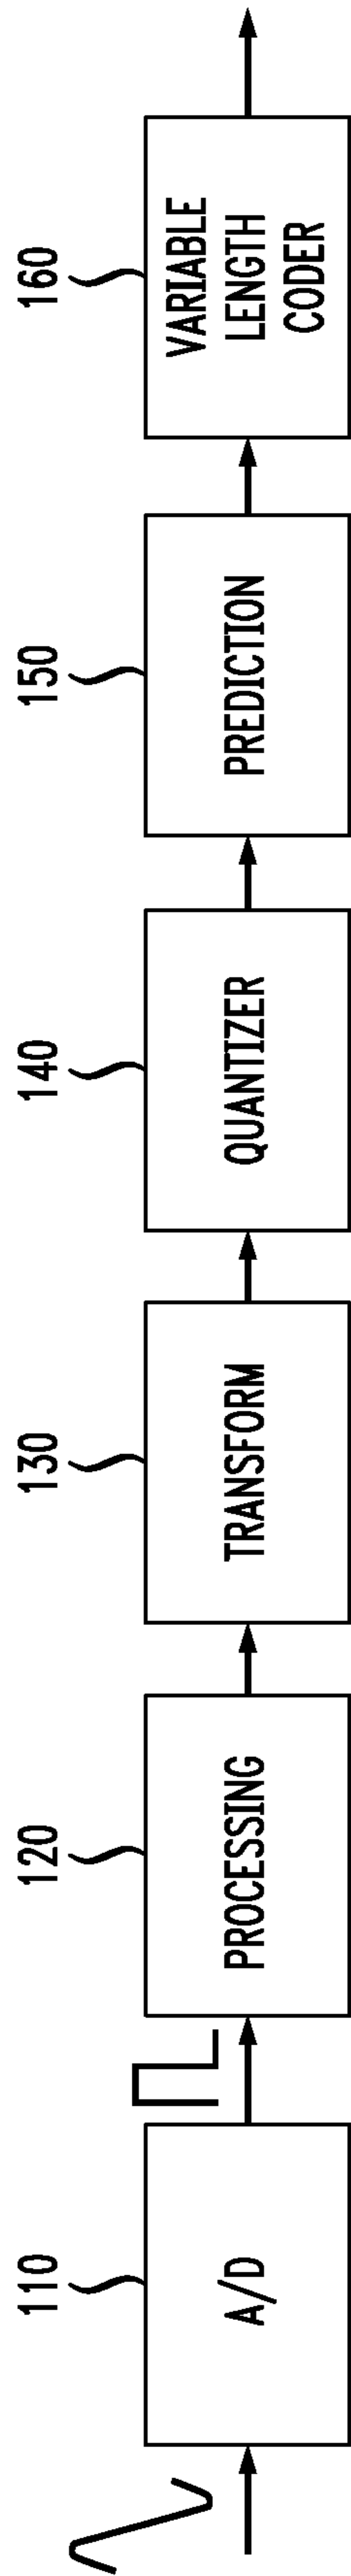 110
A/D
120
PROCESSING
130
TRANSFORM
140
QUANTIZER
150
PREDICTION
160
VARIABLE
LENGTH
CODER